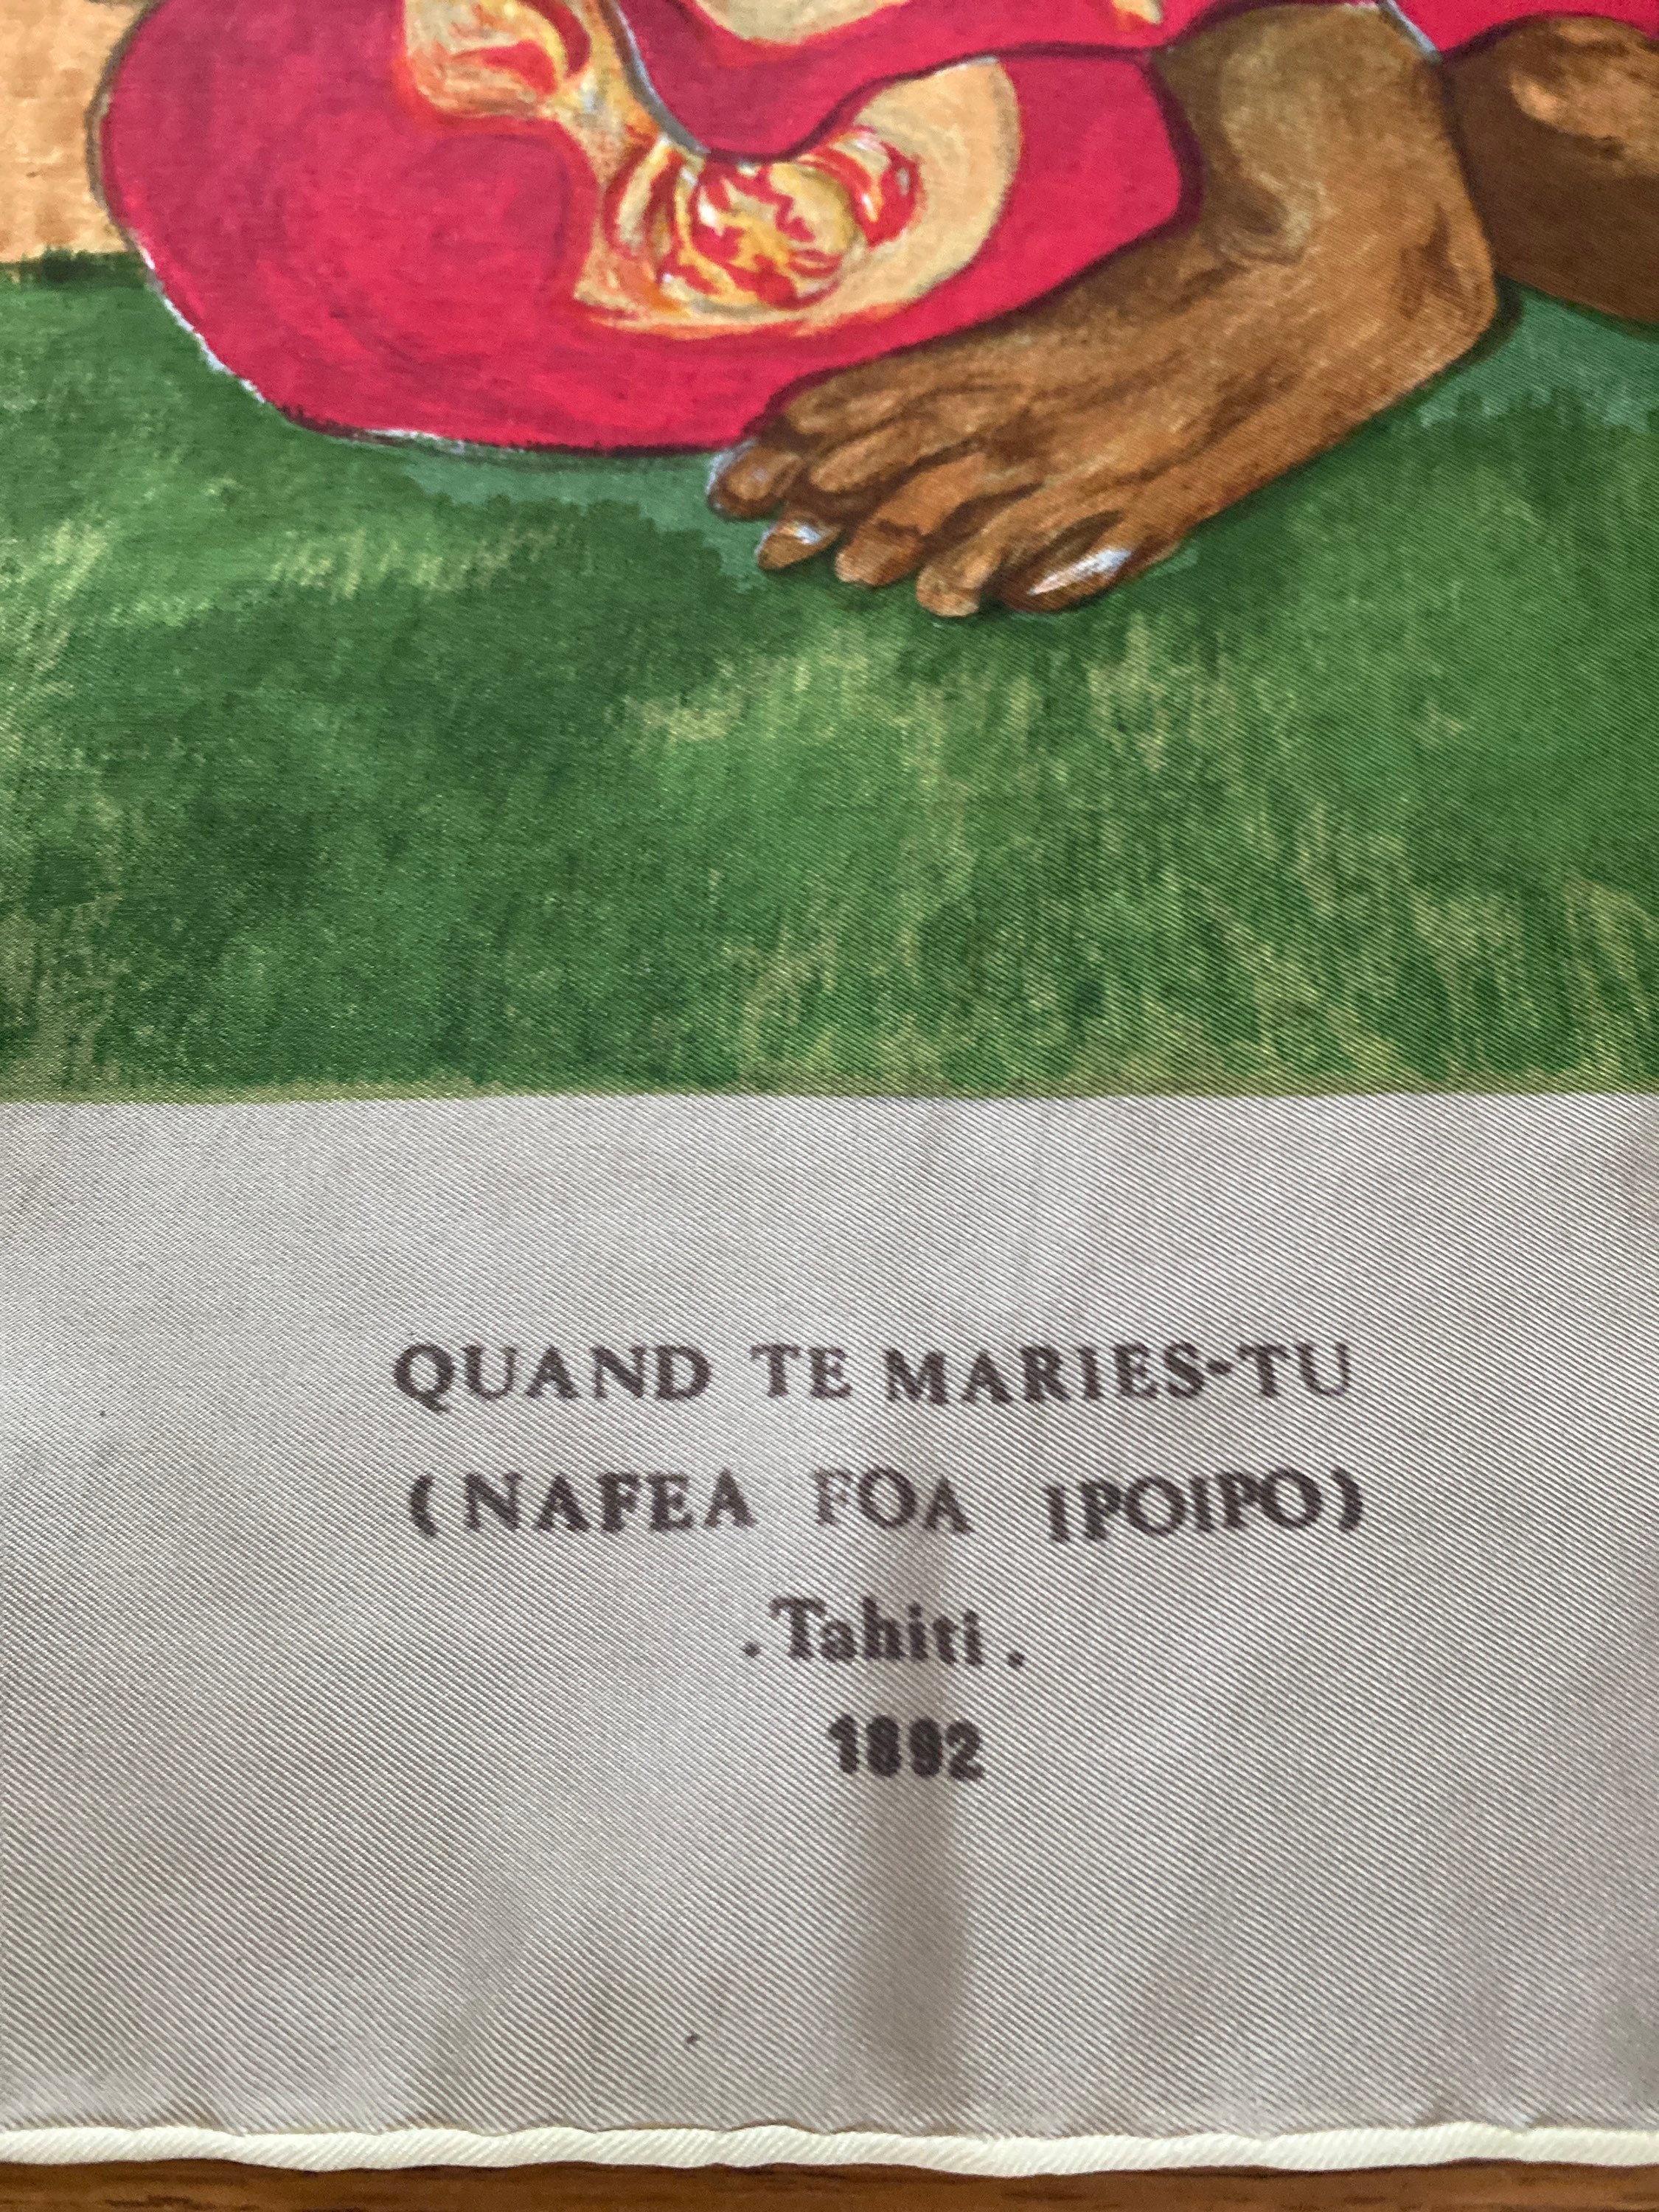 QUAND TE MARIES-TU
(NAFEA FOA IPOIPO)
. Tahiti .
1892